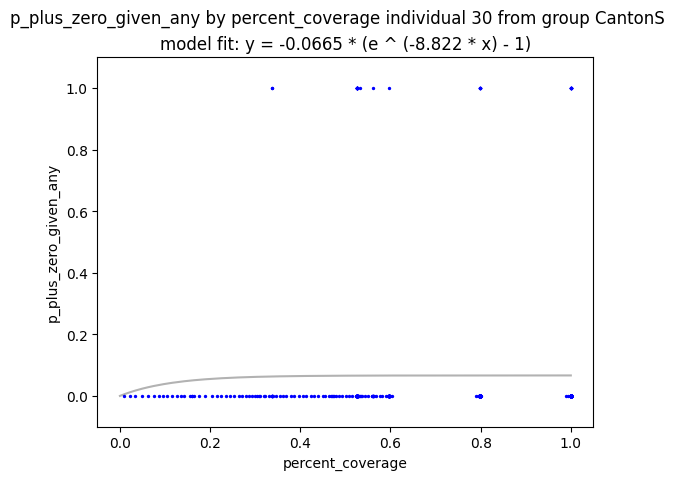 p_plus_zero_given_any by percent_coverage individual 30 from group CantonS
model fit: y = -0.0665 * (e ^ (-8.822 * x) - 1)
1.0
0.8
0.6
0.4
0.2
0.0
p_plus_zero_given_any
0.0 0.2 0.4 0.6 0.8 1.0
percent_coverage